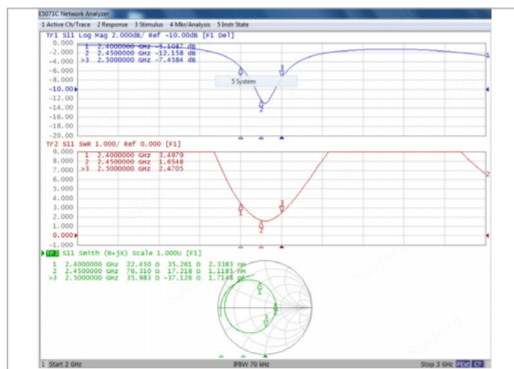 E5071C Network Analyzer
1 Active Ch/Trace 2 Response 3 Stimulus 4 Mkr/Analysis 5 Instr State
Tr1 S11 Log Mag 2.000dB/ Ref -10.00dB [F1 Del]
0.000
-2.000
-4.000
-6.000
-8.000
-10.00
-12.00
-14.00
-16.00
-18.00
-20.00
1 2.4000000 GHz -5.1087 dB
2 2.4500000 GHz -12.158 dB
>3 2.5000000 GHz -7.4584 dB
5 System
Tr2 S11 SWR 1.000/ Ref 0.000 [F1]
9.000
8.000
7.000
6.000
5.000
4.000
3.000
2.000
1.000
0.000
-1.000
1 2.4000000 GHz 3.4979
2 2.4500000 GHz 1.6548
>3 2.5000000 GHz 2.4705
Tr3 S11 Smith (R+jX) Scale 1.000U [F1]
1 2.4000000 GHz 22.450 Ω 35.261 Ω 2.3383 nH
2 2.4500000 GHz 76.310 Ω 17.218 Ω
>3 2.5000000 GHz 35.983 Ω -37.126 Ω
1 Start 2 GHz
IFBW 70 kHz
Stop 3 GHz